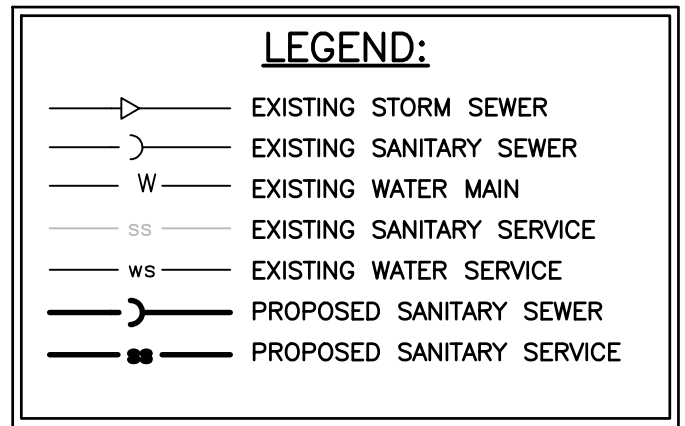 LEGEND:
EXISTING STORM SEWER
EXISTING SANITARY SEWER
W EXISTING WATER MAIN
SS EXISTING SANITARY SERVICE
WS EXISTING WATER SERVICE
PROPOSED SANITARY SEWER
SS PROPOSED SANITARY SERVICE